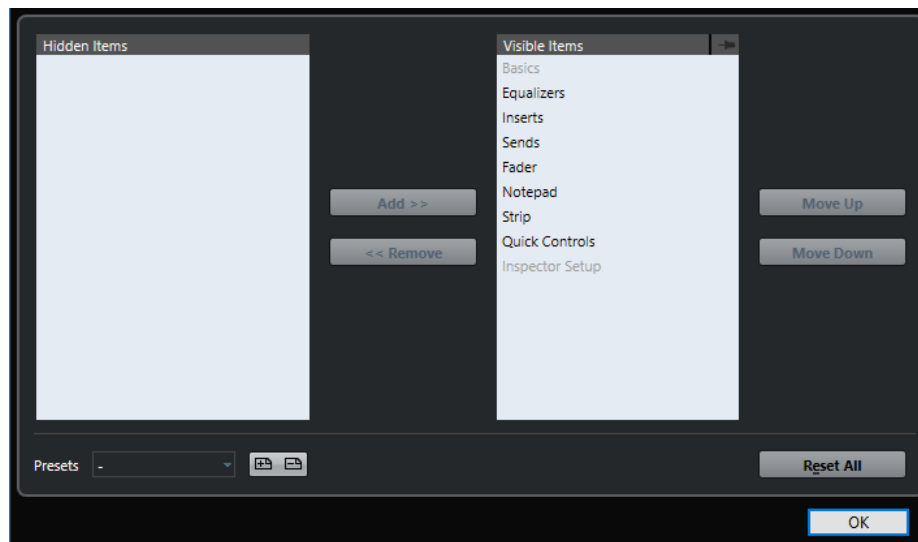 Hidden Items
Visible Items
Basics
Equalizers
Inserts
Sends
Fader
Notepad
Strip
Quick Controls
Inspector Setup
Add >>
<< Remove
Move Up
Move Down
Presets -
Reset All
OK